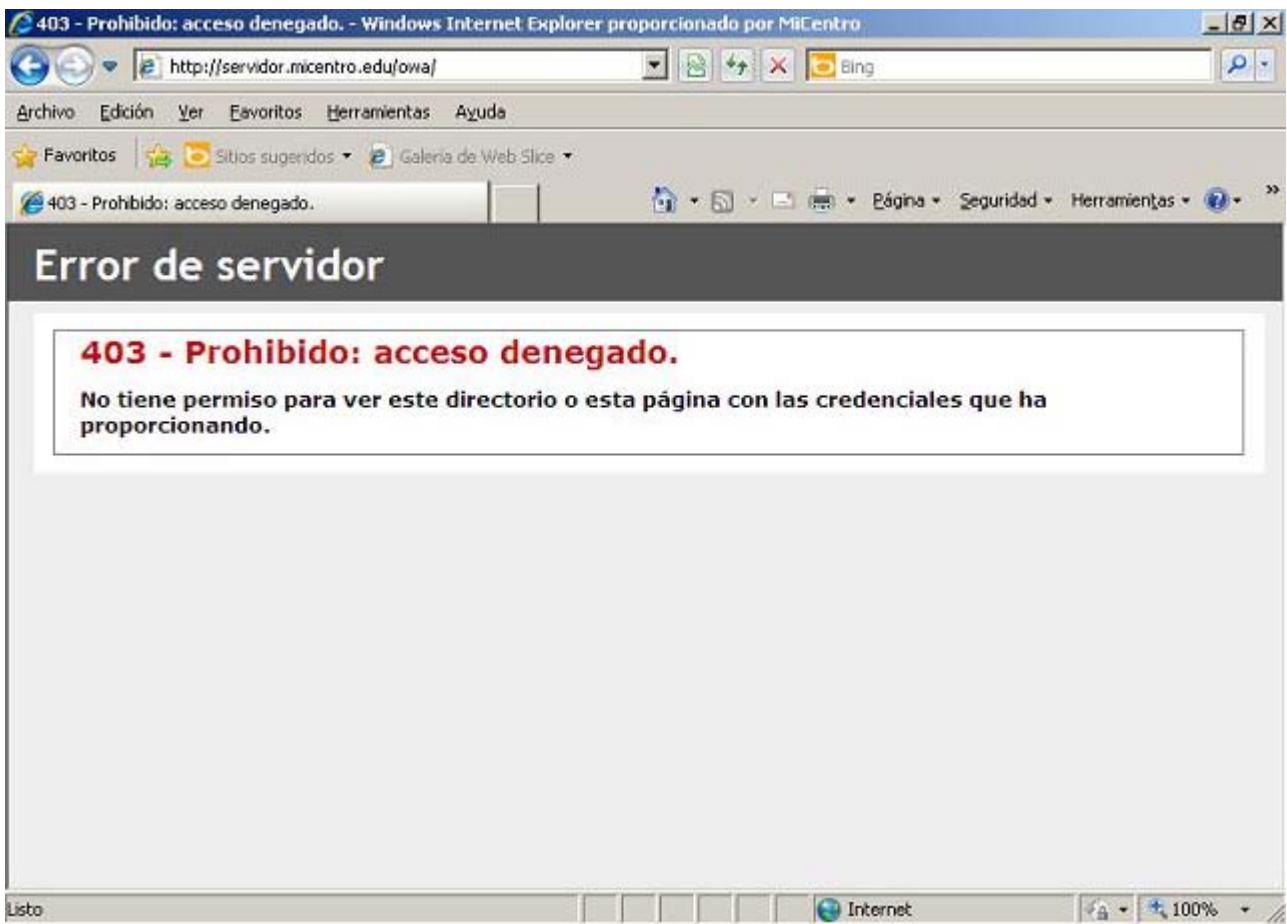 403 - Prohibido: acceso denegado. - Windows Internet Explorer proporcionado por MiCentro
http://servidor.micentro.edu/owa/
Bing
Archivo Edición Ver Favoritos Herramientas Ayuda
Favoritos Sitios sugeridos Galería de Web Slice
403 - Prohibido: acceso denegado.
Página Seguridad Herramientas »
Error de servidor
403 - Prohibido: acceso denegado.
No tiene permiso para ver este directorio o esta página con las credenciales que ha
proporcionando.
Listo Internet 100%